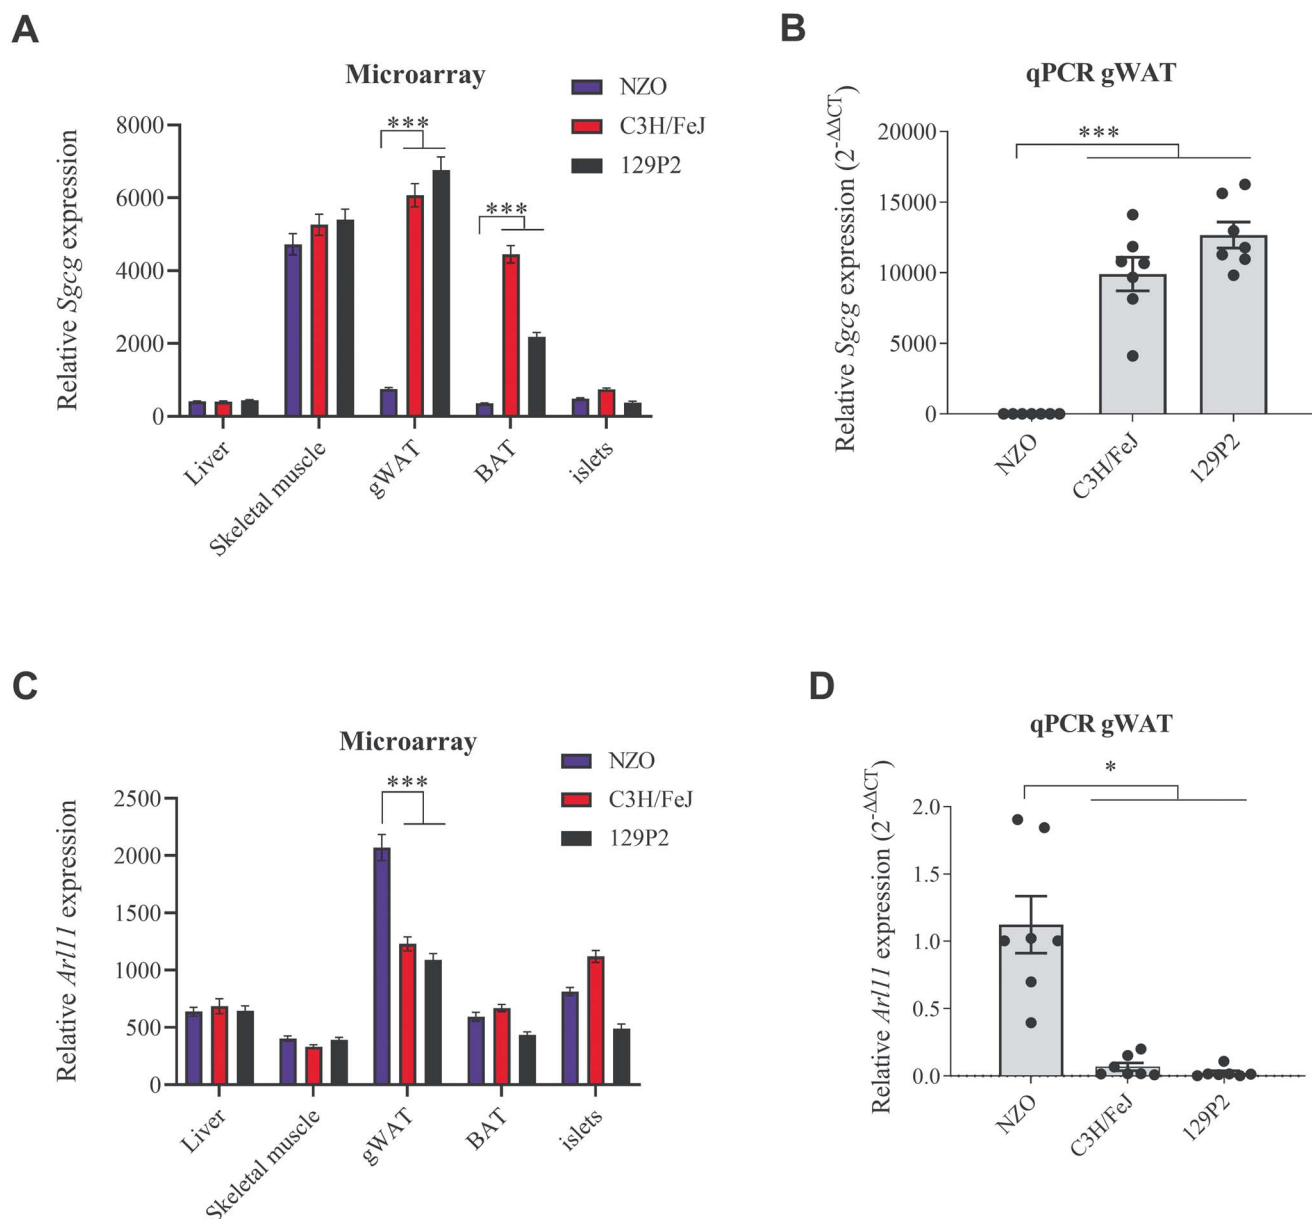 A
Microarray
NZO
C3H/FeJ
129P2
Relative Sgcg expression
8000
6000
4000
2000
0
***
***
Liver
Skeletal muscle
gWAT
BAT
islets
B
qPCR gWAT
Relative Sgcg expression (2-ΔΔCT)
20000
15000
10000
5000
0
***
NZO
C3H/FeJ
129P2
C
Microarray
NZO
C3H/FeJ
129P2
Relative Arl11 expression
2500
2000
1500
1000
500
0
***
Liver
Skeletal muscle
gWAT
BAT
islets
D
qPCR gWAT
Relative Arl11 expression (2-ΔΔCT)
2.0
1.5
1.0
0.5
0.0
*
NZO
C3H/FeJ
129P2